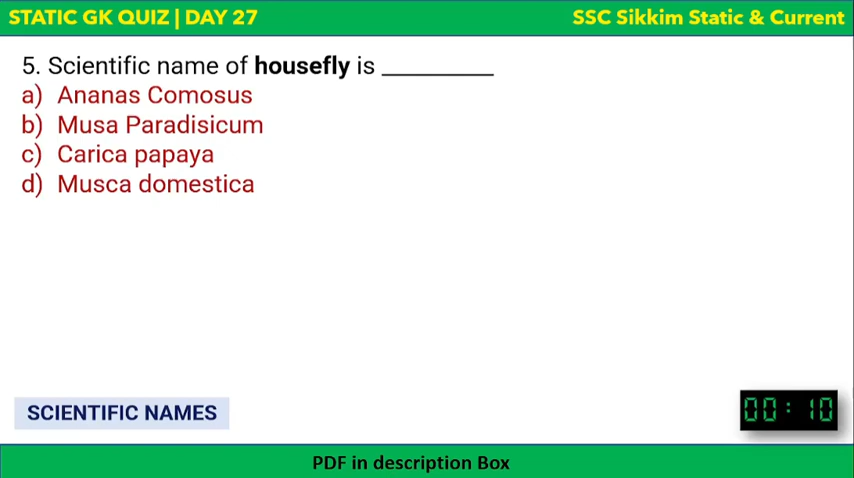 STATIC GK QUIZ | DAY 27
SSC Sikkim Static & Current
5. Scientific name of housefly is _________
a) Ananas Comosus
b) Musa Paradisicum
c) Carica papaya
d) Musca domestica
SCIENTIFIC NAMES
00:10
PDF in description Box